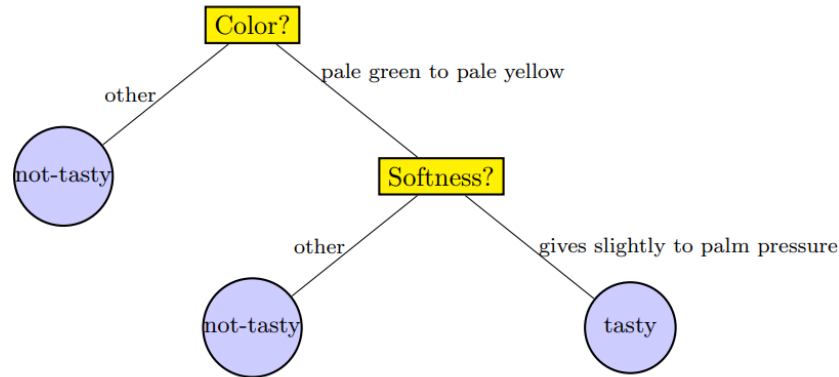 Color?
pale green to pale yellow
other
not-tasty
Softness?
other
gives slightly to palm pressure
not-tasty
tasty